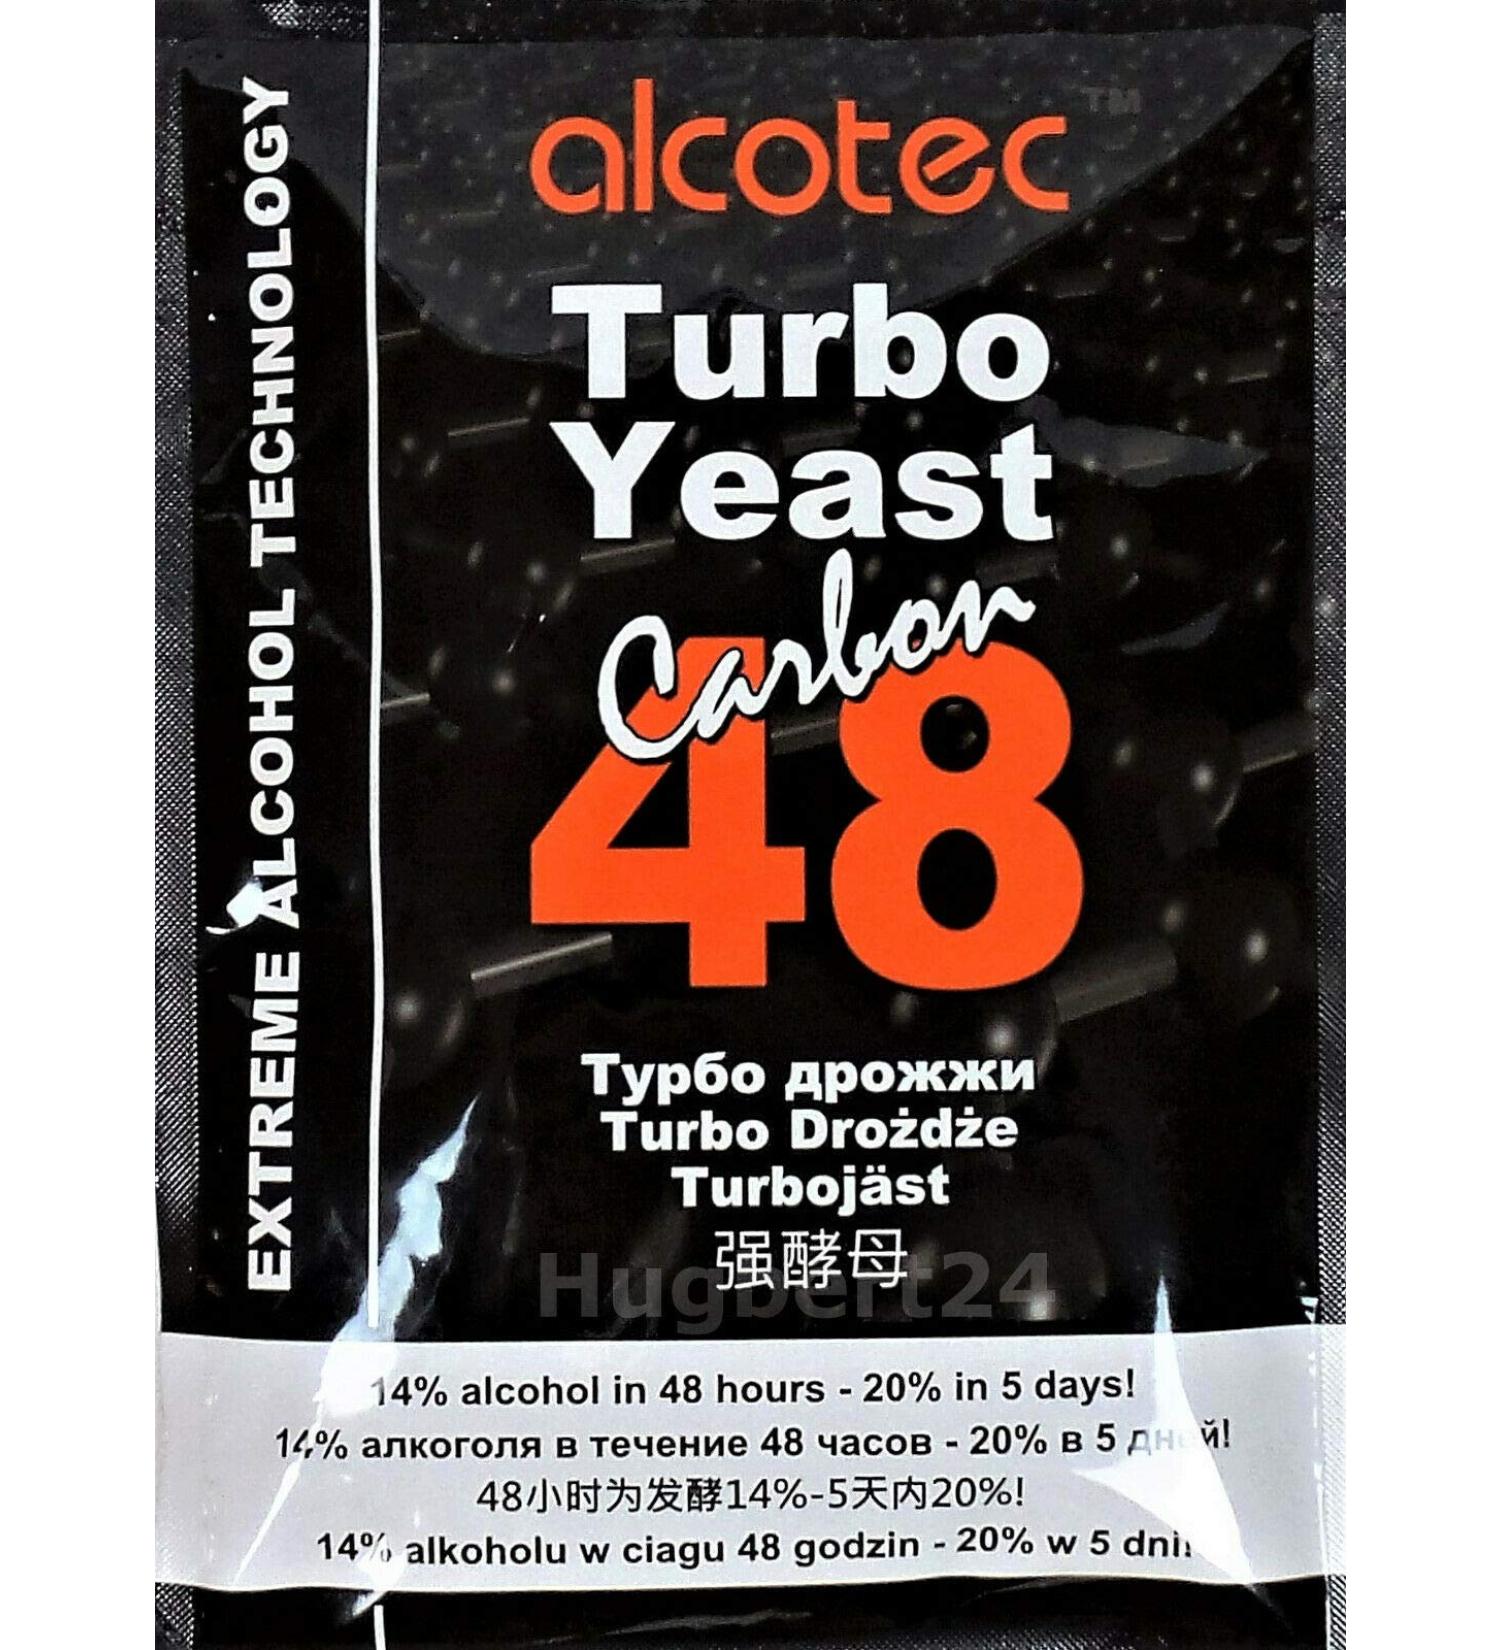 EXTREME ALCOHOL TECHNOLOGY
alcotec™
Turbo
Yeast
Carbon
48
Турбо дрожжи
Turbo Drożdże
Turbojäst
强酵母
Hugbert24
14% alcohol in 48 hours - 20% in 5 days!
14% алкоголя в течение 48 часов - 20% в 5 дней!
48小时为发酵14%-5天内20%!
14% alkoholu w ciagu 48 godzin - 20% w 5 dni!